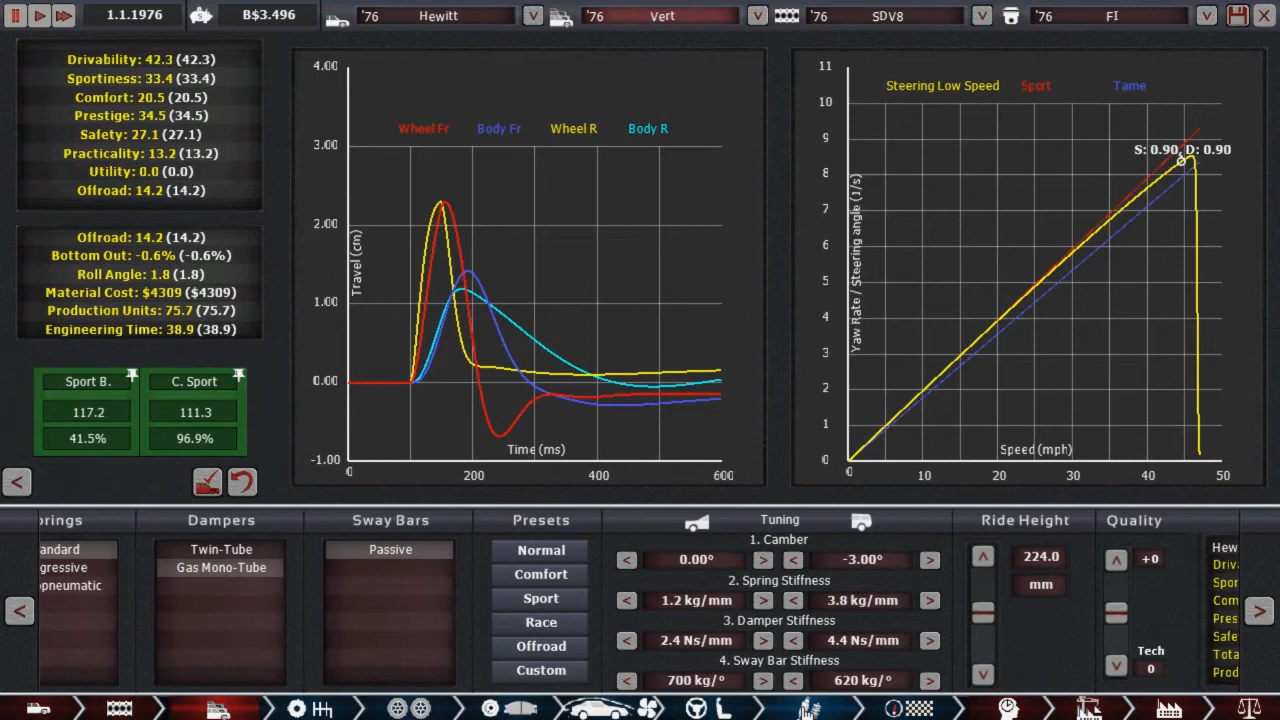 1.1.1976 B$3.496 '76 Hewitt '76 Vert '76 SDV8 '76 FI
Drivability: 42.3 (42.3)
Sportiness: 33.4 (33.4)
Comfort: 20.5 (20.5)
Prestige: 34.5 (34.5)
Safety: 27.1 (27.1)
Practicality: 13.2 (13.2)
Utility: 0.0 (0.0)
Offroad: 14.2 (14.2)
Offroad: 14.2 (14.2)
Bottom Out: -0.6% (-0.6%)
Roll Angle: 1.8 (1.8)
Material Cost: $4309 ($4309)
Production Units: 75.7 (75.7)
Engineering Time: 38.9 (38.9)
Sport B. C. Sport
117.2 111.3
41.5% 96.9%
4.00
3.00
2.00
1.00
0.00
-1.00
Travel (cm)
Wheel Fr Body Fr Wheel R Body R
Time (ms)
0 200 400 600
11
10
9
8
7
6
5
4
3
2
1
0
Yaw Rate / Steering angle (1/s)
Steering Low Speed Sport Tame
S: 0.90, D: 0.90
Speed (mph)
0 10 20 30 40 50
rings Dampers Sway Bars Presets Tuning Ride Height Quality
andard
gressive
opneumatic
Twin-Tube
Gas Mono-Tube
Passive
Normal
Comfort
Sport
Race
Offroad
Custom
1. Camber
< 0.00° > < -3.00° >
2. Spring Stiffness
< 1.2 kg/mm > < 3.8 kg/mm >
3. Damper Stiffness
< 2.4 Ns/mm > < 4.4 Ns/mm >
4. Sway Bar Stiffness
< 700 kg/° > < 620 kg/° >
224.0
mm
+0
Tech
0
Hew
Driv
Spor
Com
Pres
Safe
Tota
Prod